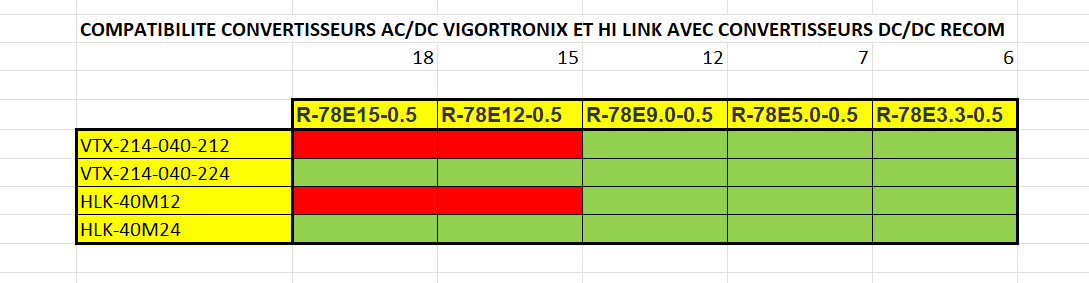 COMPATIBILITE CONVERTISSEURS AC/DC VIGORTRONIX ET HI LINK AVEC CONVERTISSEURS DC/DC RECOM
18 15 12 7 6
R-78E15-0.5 R-78E12-0.5 R-78E9.0-0.5 R-78E5.0-0.5 R-78E3.3-0.5
VTX-214-040-212
VTX-214-040-224
HLK-40M12
HLK-40M24